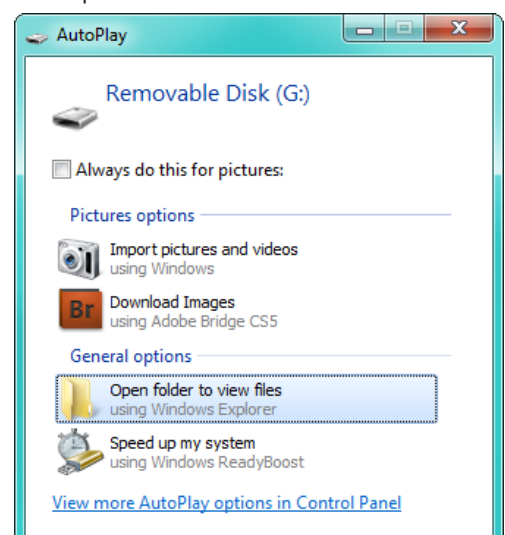 AutoPlay
Removable Disk (G:)
Always do this for pictures:
Pictures options
Import pictures and videos
using Windows
Br
Download Images
using Adobe Bridge CS5
General options
Open folder to view files
using Windows Explorer
Speed up my system
using Windows ReadyBoost
View more AutoPlay options in Control Panel